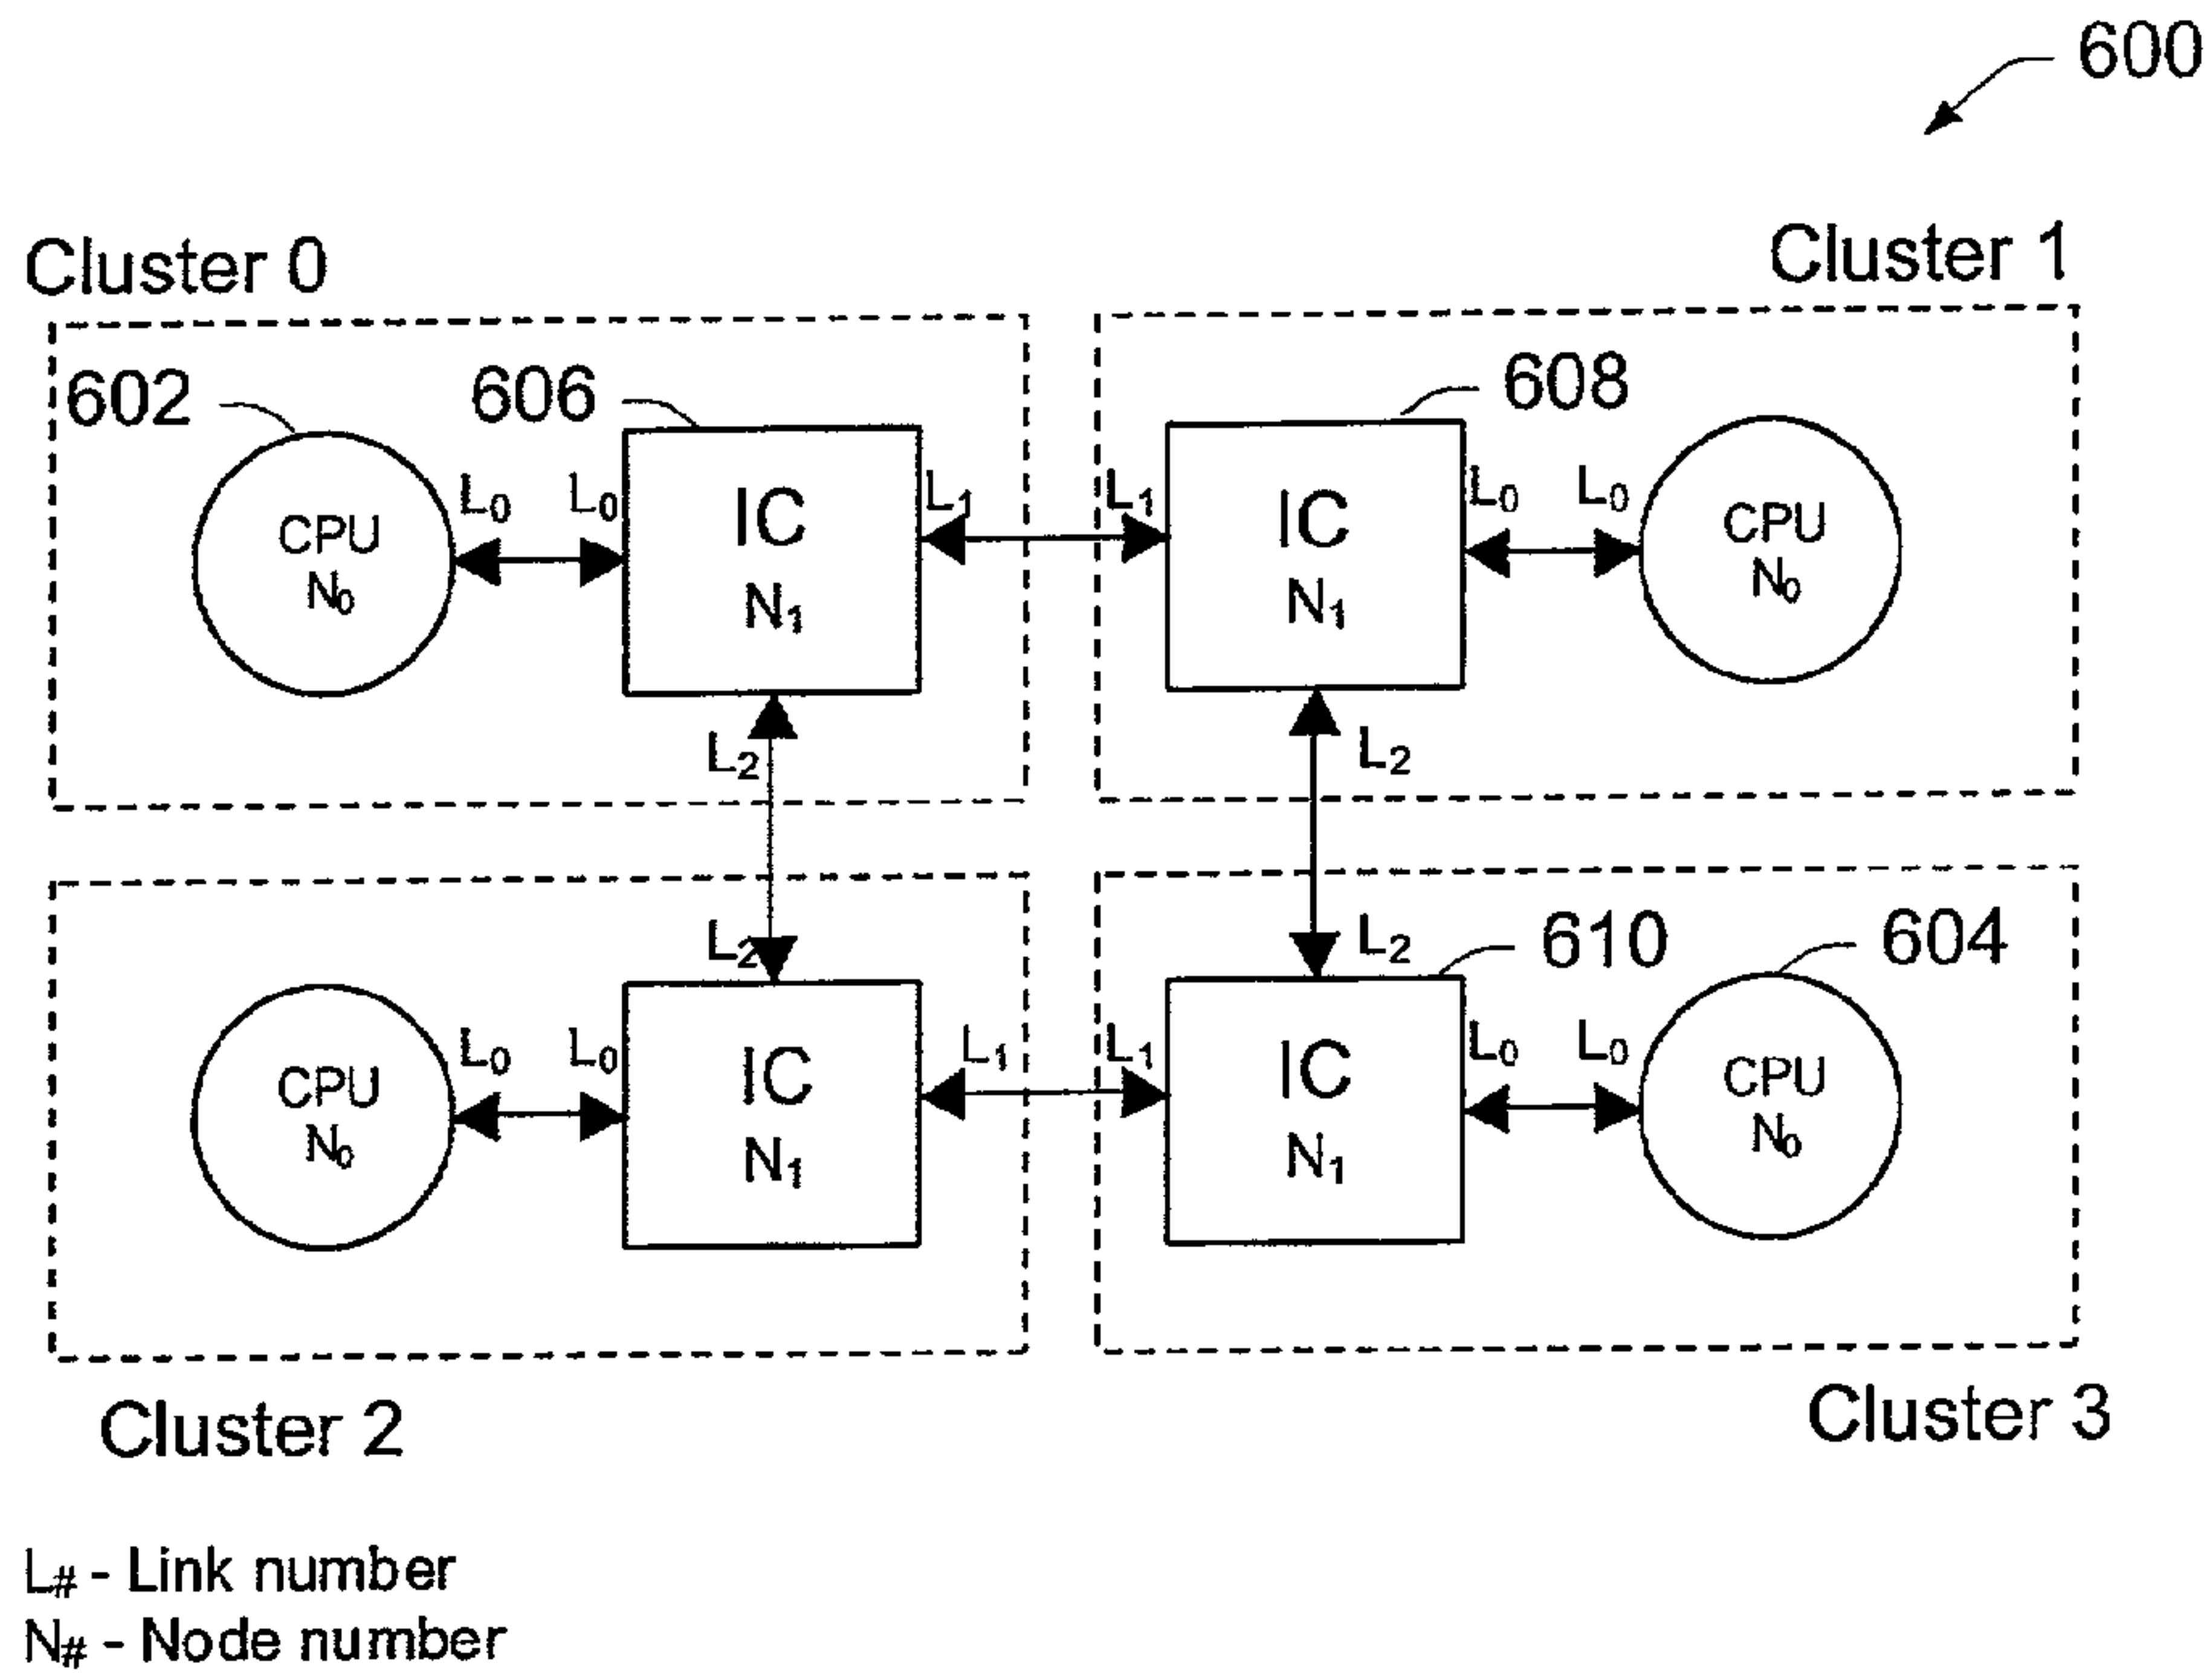 600
Cluster 0
Cluster 1
602
606
608
CPU
N₀
L₀
L₀
IC
N₁
L₁
L₁
IC
N₁
L₀
L₀
CPU
N₀
L₂
L₂
L₂
L₂
610
604
CPU
N₀
L₀
L₀
IC
N₁
L₁
L₁
IC
N₁
L₀
L₀
CPU
N₀
Cluster 2
Cluster 3
L# - Link number
N# - Node number